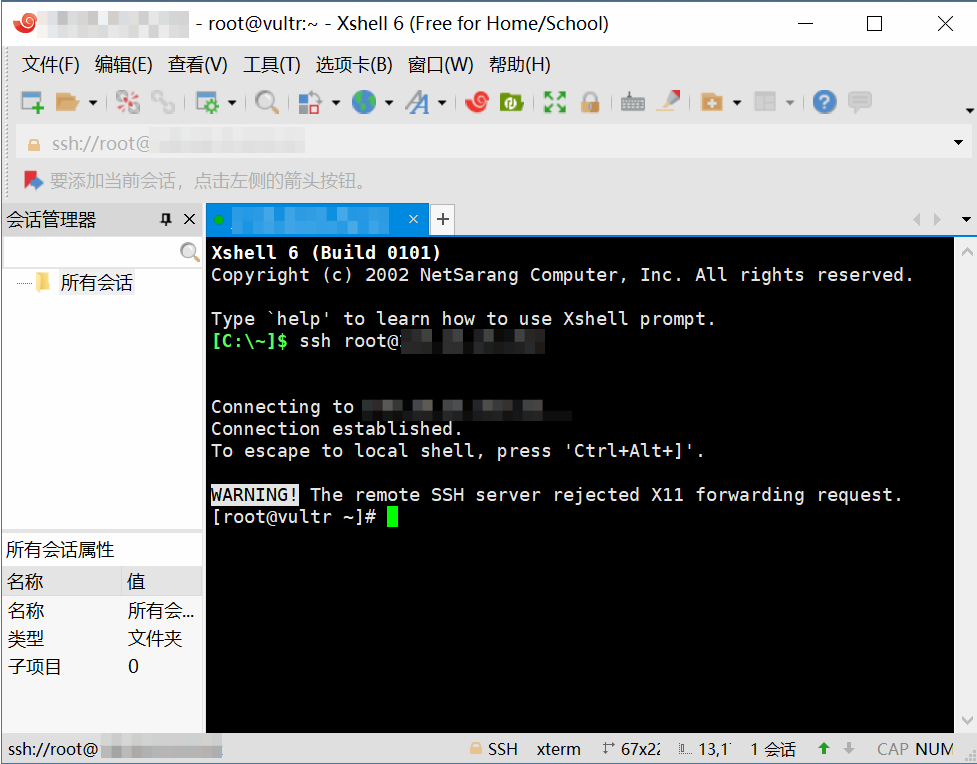 - root@vultr:~ - Xshell 6 (Free for Home/School)
文件(F) 编辑(E) 查看(V) 工具(T) 选项卡(B) 窗口(W) 帮助(H)
ssh://root@
要添加当前会话，点击左侧的箭头按钮。
会话管理器
所有会话
Xshell 6 (Build 0101)
Copyright (c) 2002 NetSarang Computer, Inc. All rights reserved.
Type `help' to learn how to use Xshell prompt.
[C:\~]$ ssh root@
Connecting to
Connection established.
To escape to local shell, press 'Ctrl+Alt+]'.
WARNING! The remote SSH server rejected X11 forwarding request.
[root@vultr ~]#
所有会话属性
名称 值
名称 所有会...
类型 文件夹
子项目 0
ssh://root@ SSH xterm 67x22 13,1 1 会话 CAP NUM